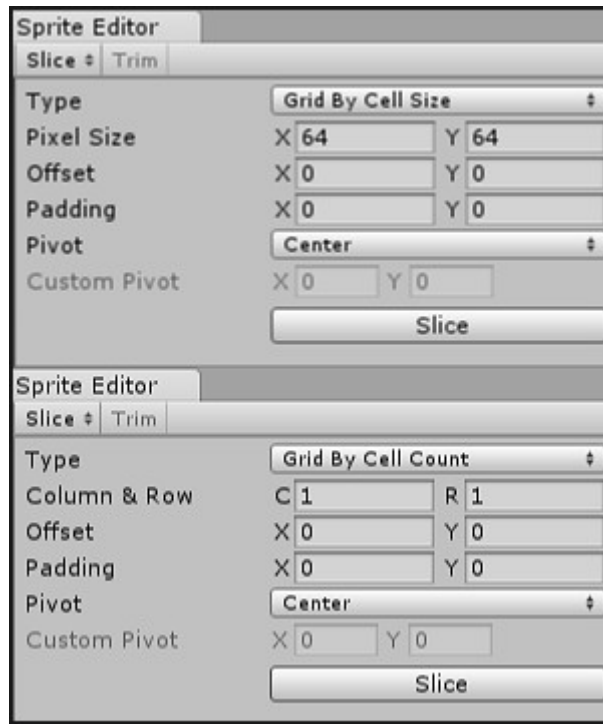 Sprite Editor
Slice Trim
Type Grid By Cell Size
Pixel Size X 64 Y 64
Offset X 0 Y 0
Padding X 0 Y 0
Pivot Center
Custom Pivot X 0 Y 0
Slice
Sprite Editor
Slice Trim
Type Grid By Cell Count
Column & Row C 1 R 1
Offset X 0 Y 0
Padding X 0 Y 0
Pivot Center
Custom Pivot X 0 Y 0
Slice